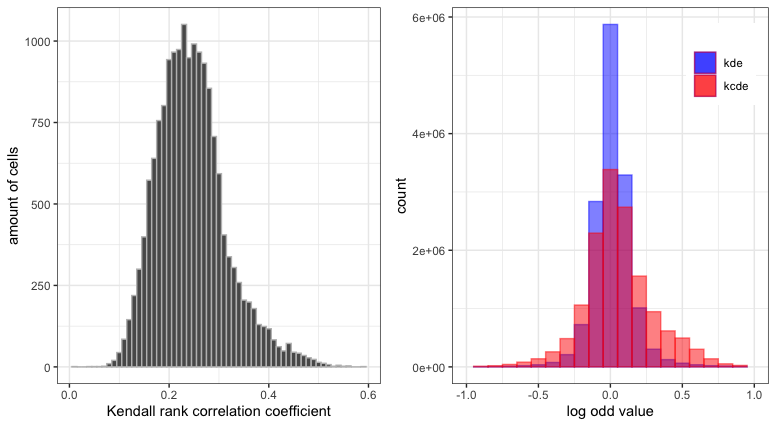 amount of cells
1000
750
500
250
0
0.0 0.2 0.4 0.6
Kendall rank correlation coefficient
count
6e+06
4e+06
2e+06
0e+00
-1.0 -0.5 0.0 0.5 1.0
log odd value
kde
kcde